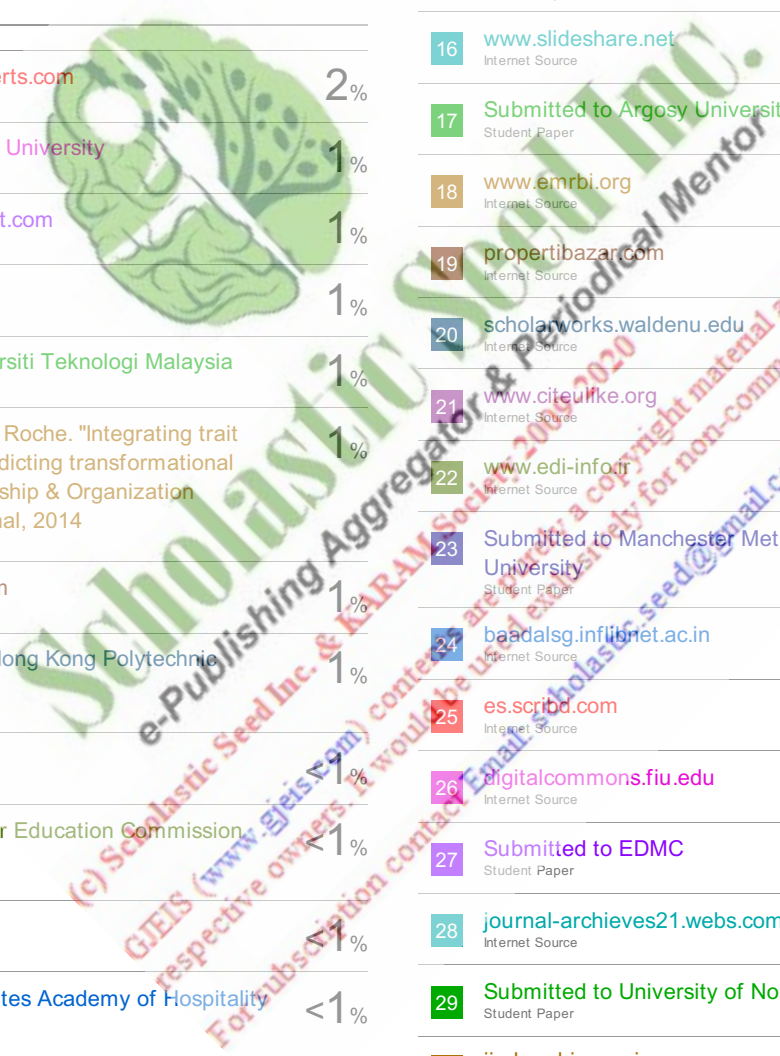 erts.com
2%
University
1%
t.com
1%
1%
rsiti Teknologi Malaysia
1%
Roche. "Integrating trait
dicting transformational
ship & Organization
nal, 2014
1%
1%
Hong Kong Polytechnic
1%
<1%
r Education Commission
<1%
<1%
tes Academy of Hospitality
<1%
16 www.slideshare.net
Internet Source
17 Submitted to Argosy Universit
Student Paper
18 www.emrbi.org
Internet Source
19 propertibazar.com
Internet Source
20 scholarworks.waldenu.edu
Internet Source
21 www.citeulike.org
Internet Source
22 www.edi-info.ir
Internet Source
23 Submitted to Manchester Met
University
Student Paper
24 baadalsg.inflibnet.ac.in
Internet Source
25 es.scribd.com
Internet Source
26 digitalcommons.fiu.edu
Internet Source
27 Submitted to EDMC
Student Paper
28 journal-archieves21.webs.com
Internet Source
29 Submitted to University of No
Student Paper
Scholastic Seed Inc.
e-Publishing Aggregator & Periodical Mentor
(c) Scholastic Seed Inc. & KARAM Society 2009-2020
GJEIS (www.gjeis.com) contents are purely a copyright material
respective owners. It would be used exclusively for non-comm
For subscription contact Email: scholastic.seed@gmail.c